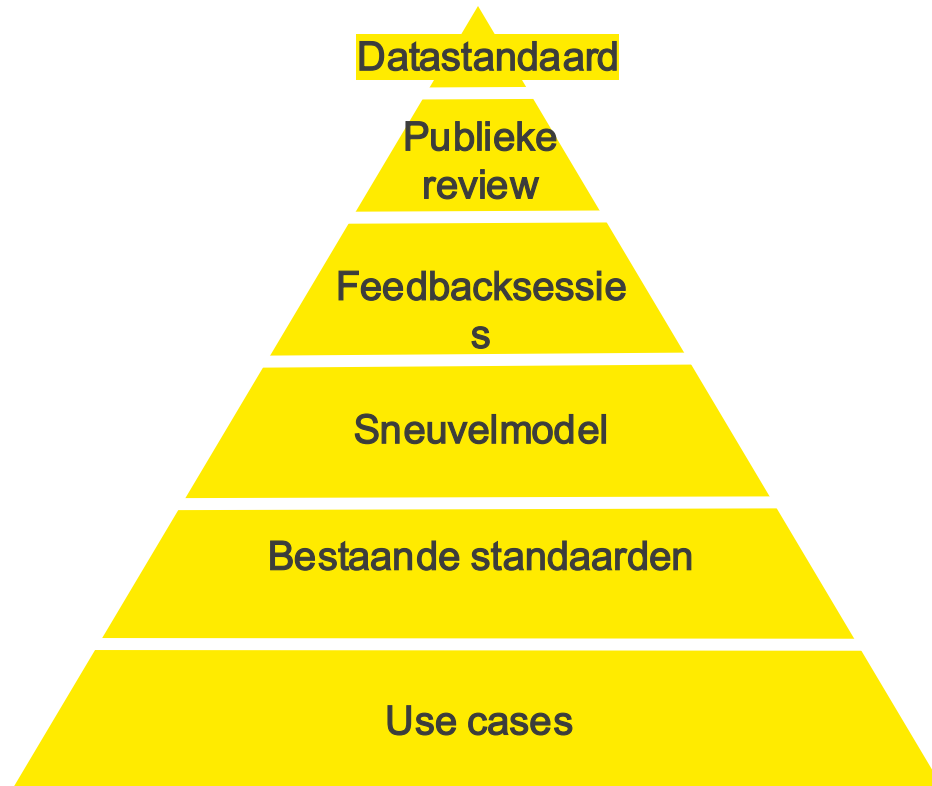 Datastandaard
Publieke
review
Feedbacksessie
s
Sneuvelmodel
Bestaande standaarden
Use cases